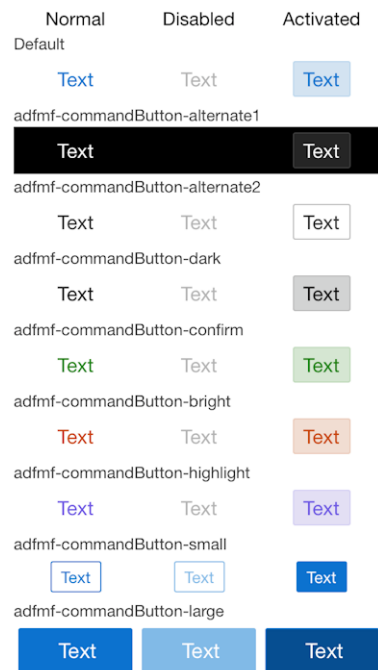 Normal Disabled Activated
Default
Text Text Text
adfmf-commandButton-alternate1
Text Text
adfmf-commandButton-alternate2
Text Text Text
adfmf-commandButton-dark
Text Text Text
adfmf-commandButton-confirm
Text Text Text
adfmf-commandButton-bright
Text Text Text
adfmf-commandButton-highlight
Text Text Text
adfmf-commandButton-small
Text Text Text
adfmf-commandButton-large
Text Text Text